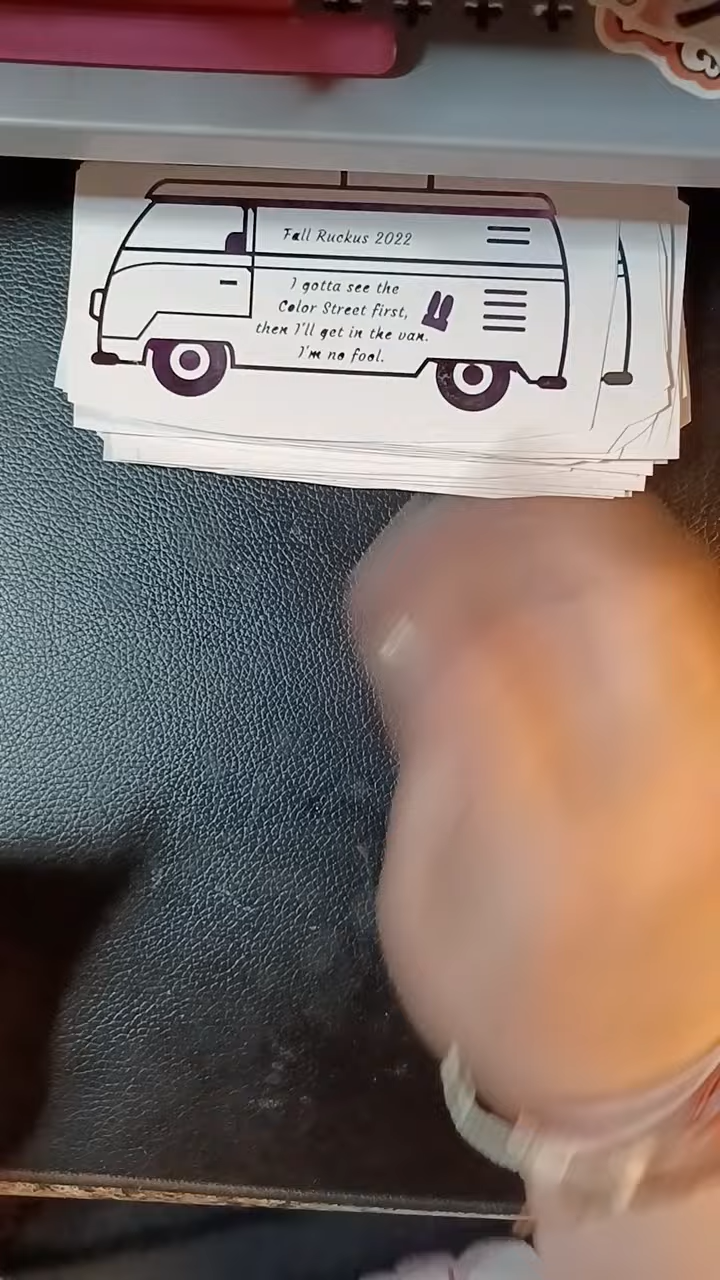 Fall Ruckus 2022
I gotta see the
Color Street first,
then I'll get in the van.
I'm no fool.